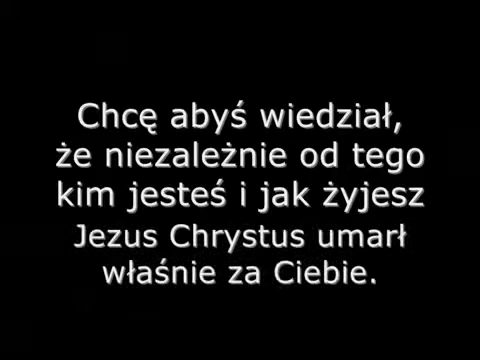 Chcę abyś wiedział,
że niezależnie od tego
kim jesteś i jak żyjesz
Jezus Chrystus umarł
właśnie za Ciebie.